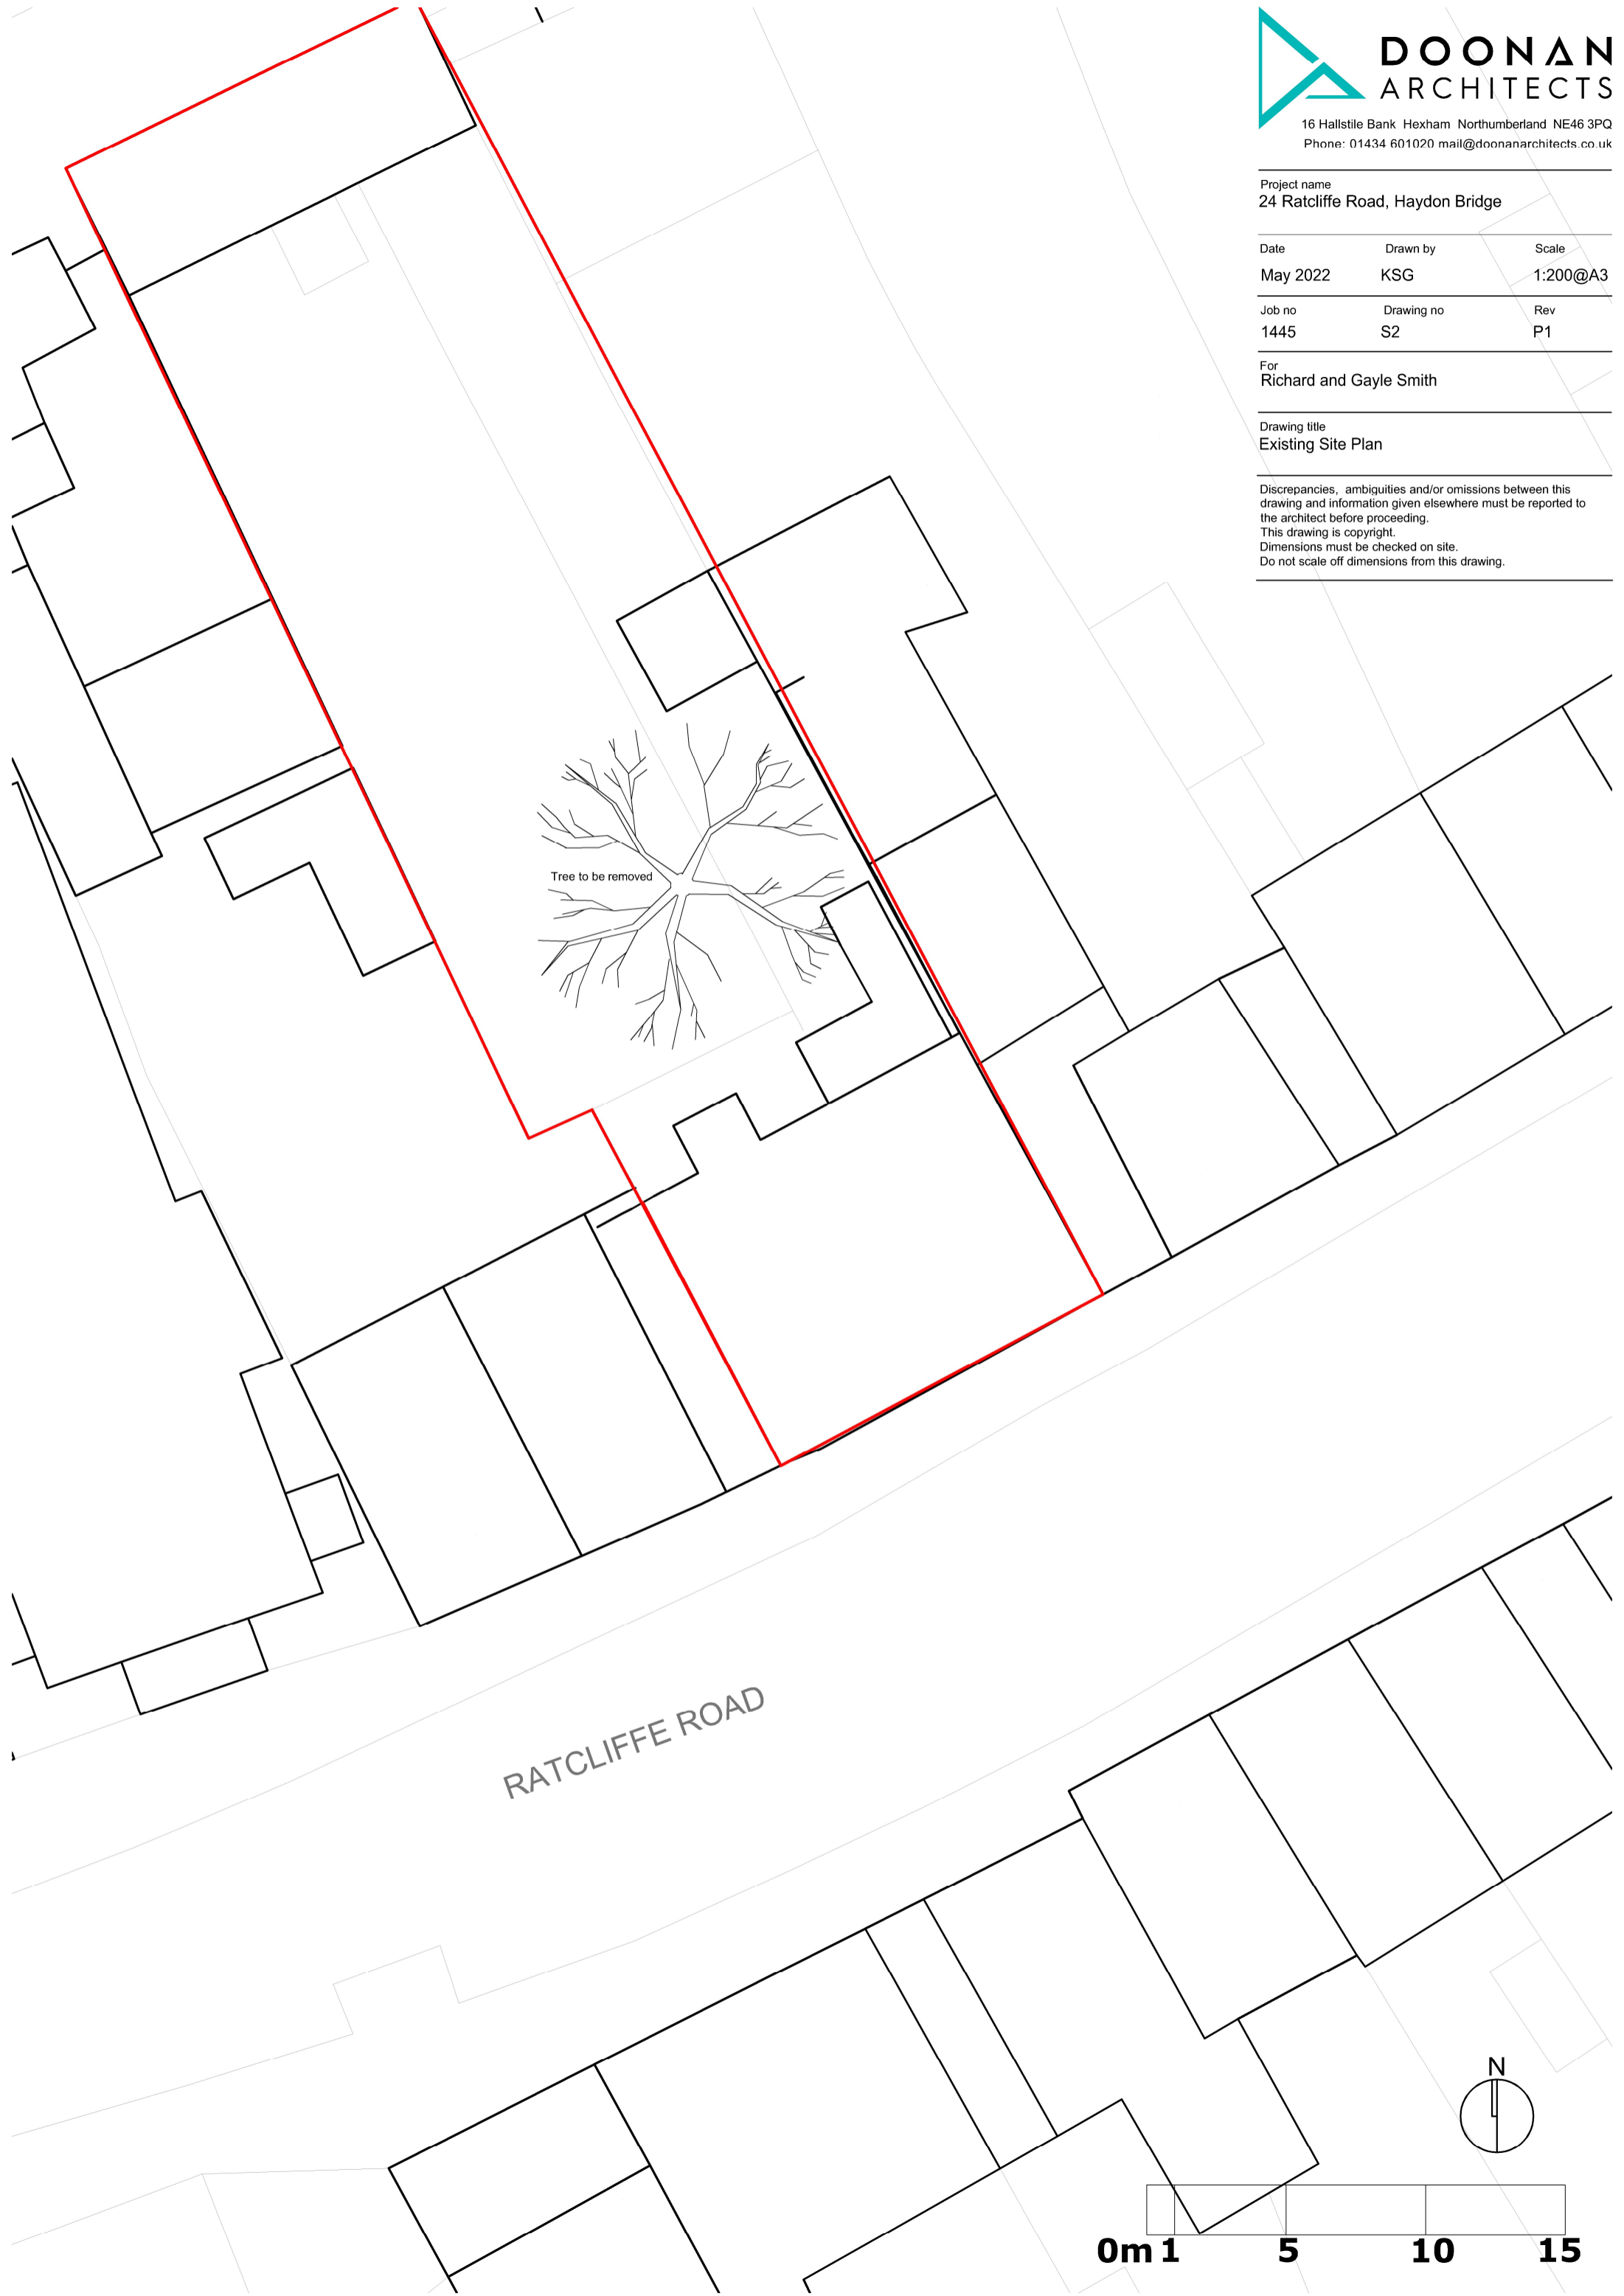 DOONAN
ARCHITECTS
16 Hallstile Bank Hexham Northumberland NE46 3PQ
Phone: 01434 601020 mail@doonanarchitects.co.uk
Project name
24 Ratcliffe Road, Haydon Bridge
Date Drawn by Scale
May 2022 KSG 1:200@A3
Job no Drawing no Rev
1445 S2 P1
For
Richard and Gayle Smith
Drawing title
Existing Site Plan
Discrepancies, ambiguities and/or omissions between this
drawing and information given elsewhere must be reported to
the architect before proceeding.
This drawing is copyright.
Dimensions must be checked on site.
Do not scale off dimensions from this drawing.
Tree to be removed
RATCLIFFE ROAD
N
0m 1 5 10 15